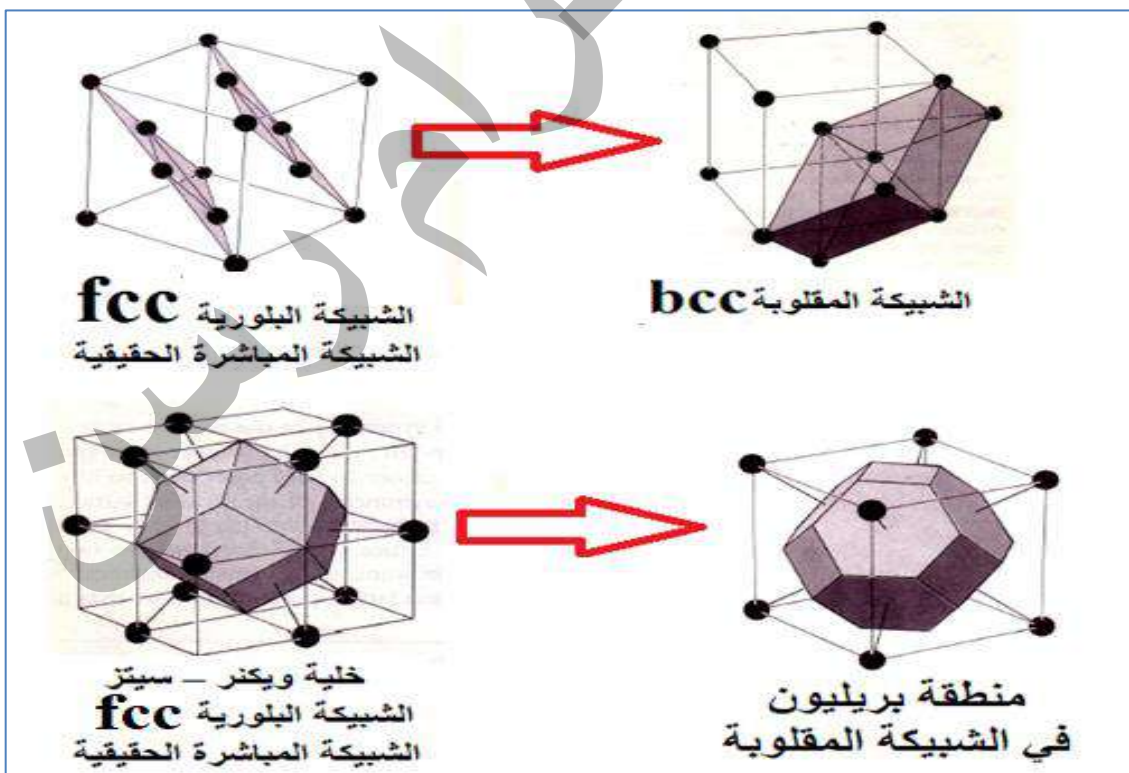 fcc الشبيكة البلورية
الشبيكة المباشرة الحقيقية
الشبيكة المقلوبة bcc
خلية ويكنر – سيتز
fcc الشبيكة البلورية
الشبيكة المباشرة الحقيقية
منطقة بريليون
في الشبيكة المقلوبة